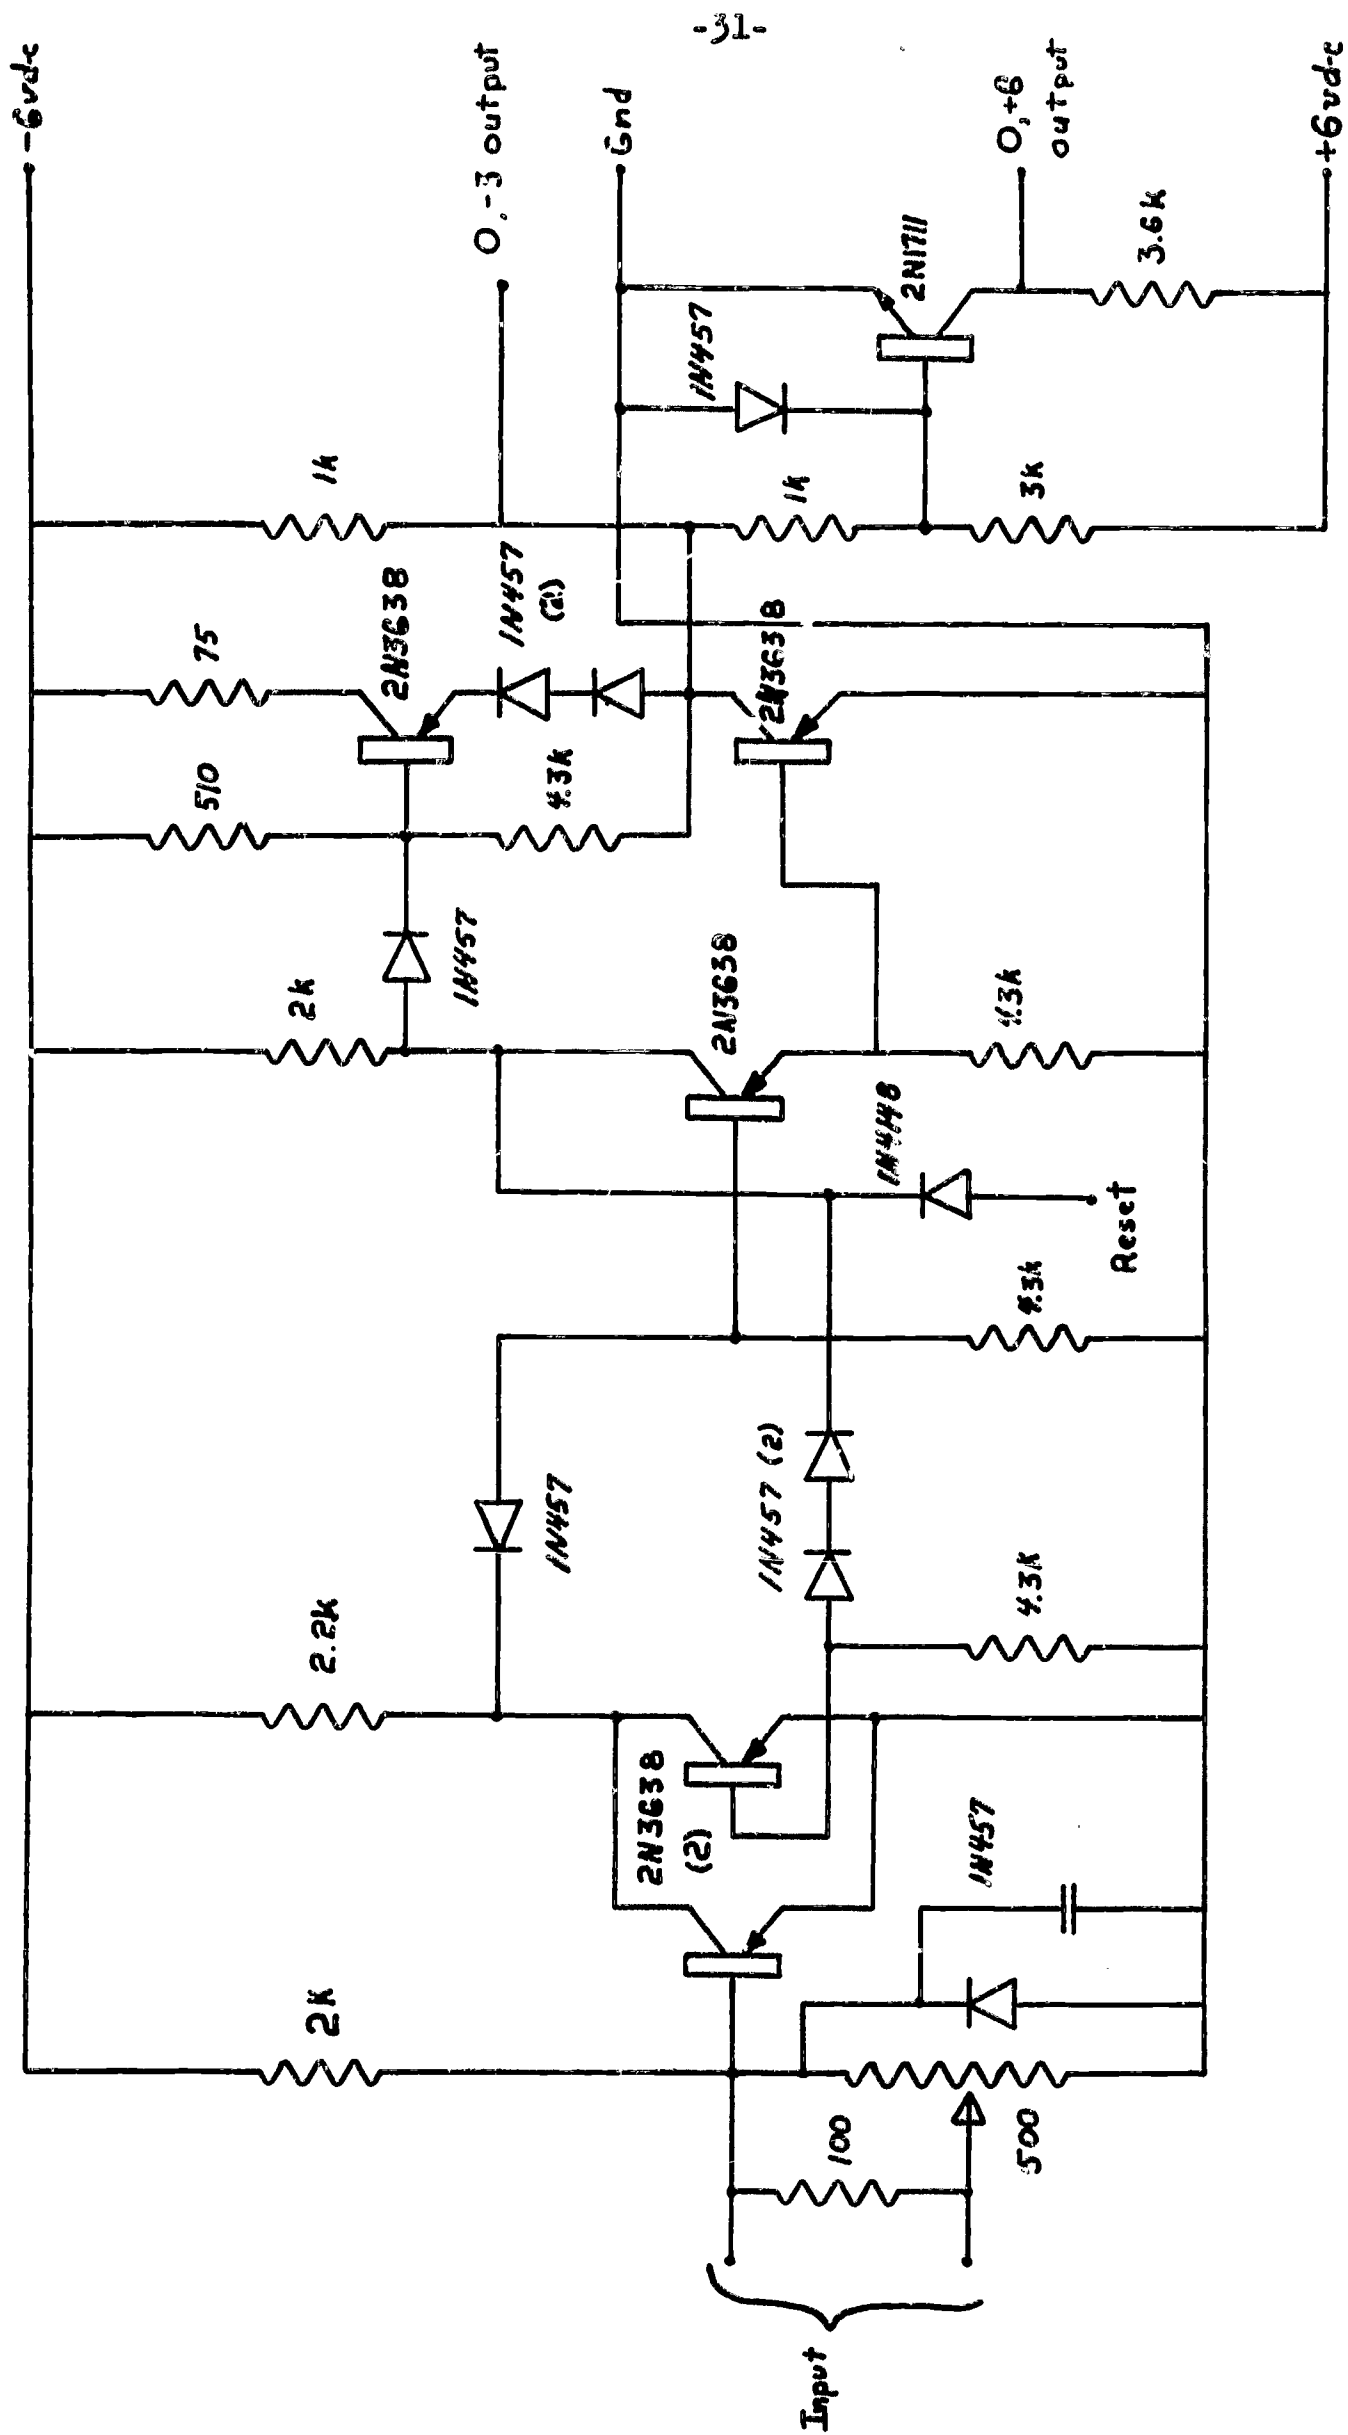 -31-
-6vd-c
0,-3 output
Gnd
0,+6
output
+6vd-c
2K
2.2K
2K
510
75
1k
2N3638
1N457
(2)
1N457
1N457
4.3K
2N3638
2N3638
1k
1N457
2N1711
3K
3.6K
2N3638
(2)
1N457 (2)
1N4148
Reset
4.3K
4.3k
4.3k
1N457
100
500
Input